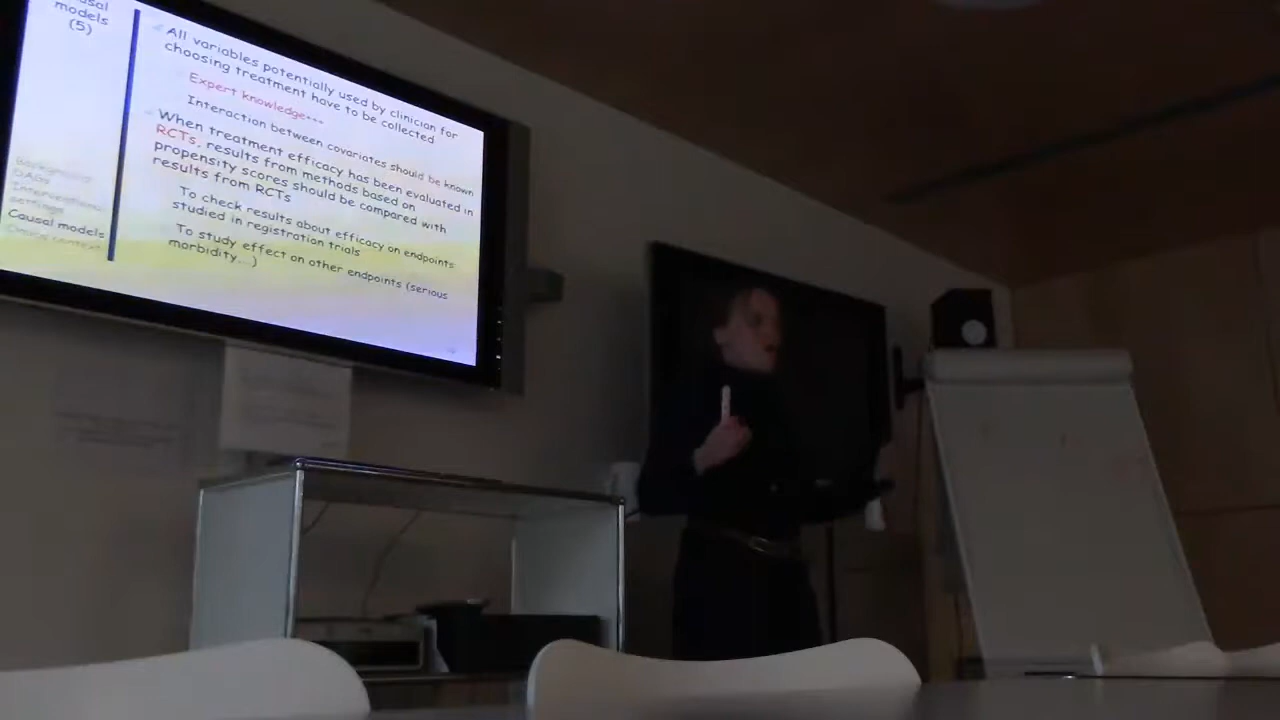 models
(5)
All variables potentially used by clinician for
choosing treatment have to be collected
Expert knowledge+++
Interaction between covariates should be known
When treatment efficacy has been evaluated in
RCTs, results from methods based on
propensity scores should be compared with
results from RCTs
To check results about efficacy on endpoints
studied in registration trials
To study effect on other endpoints (serious
morbidity,..)
Background
DAGs
settings
Causal models